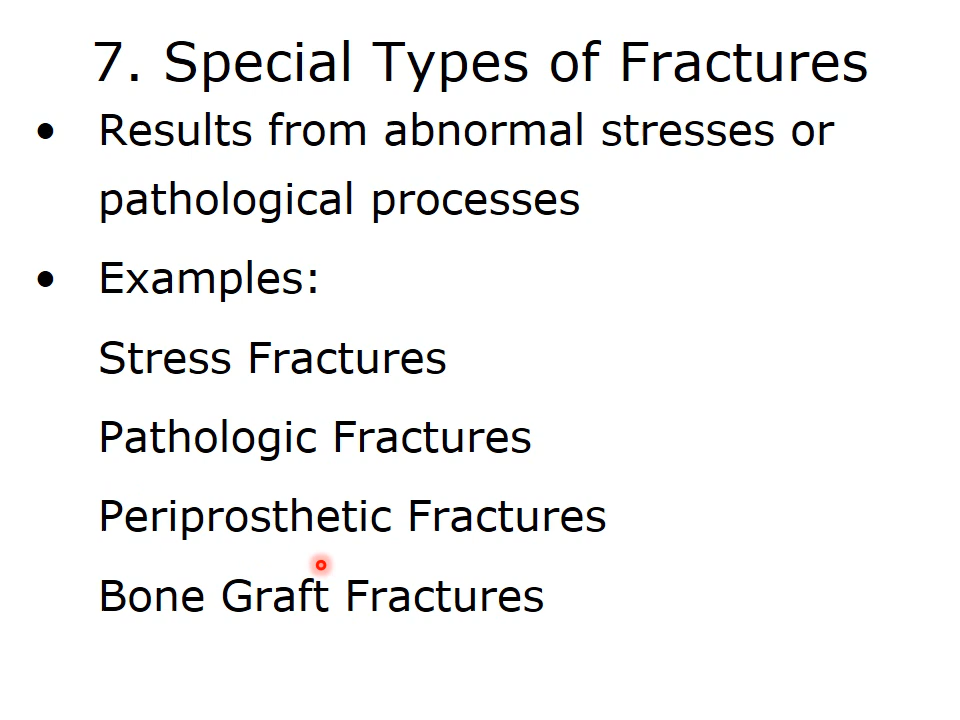 7. Special Types of Fractures
• Results from abnormal stresses or
pathological processes
• Examples:
Stress Fractures
Pathologic Fractures
Periprosthetic Fractures
Bone Graft Fractures